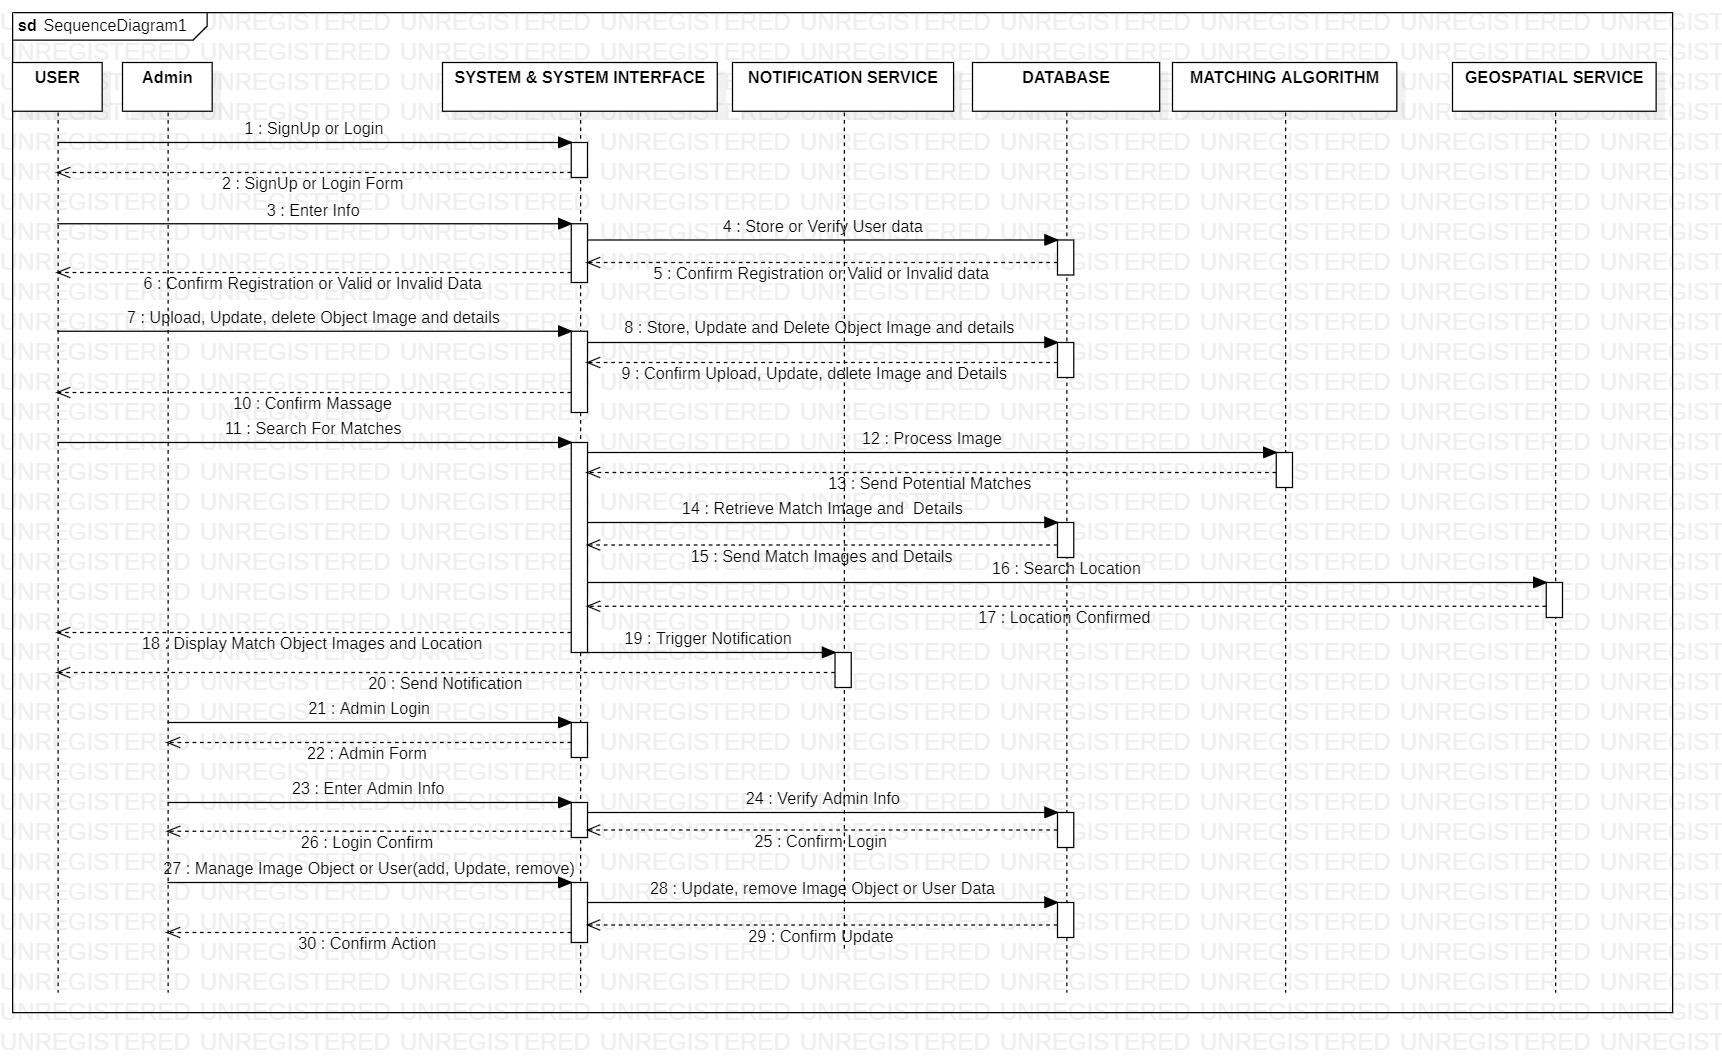 sd SequenceDiagram1
USER
Admin
SYSTEM & SYSTEM INTERFACE
NOTIFICATION SERVICE
DATABASE
MATCHING ALGORITHM
GEOSPATIAL SERVICE
1 : SignUp or Login
2 : SignUp or Login Form
3 : Enter Info
4 : Store or Verify User data
5 : Confirm Registration or Valid or Invalid data
6 : Confirm Registration or Valid or Invalid Data
7 : Upload, Update, delete Object Image and details
8 : Store, Update and Delete Object Image and details
9 : Confirm Upload, Update, delete Image and Details
10 : Confirm Massage
11 : Search For Matches
12 : Process Image
13 : Send Potential Matches
14 : Retrieve Match Image and  Details
15 : Send Match Images and Details
16 : Search Location
17 : Location Confirmed
18 : Display Match Object Images and Location
19 : Trigger Notification
20 : Send Notification
21 : Admin Login
22 : Admin Form
23 : Enter Admin Info
24 : Verify Admin Info
25 : Confirm Login
26 : Login Confirm
27 : Manage Image Object or User(add, Update, remove)
28 : Update, remove Image Object or User Data
29 : Confirm Update
30 : Confirm Action
UNREGISTERED